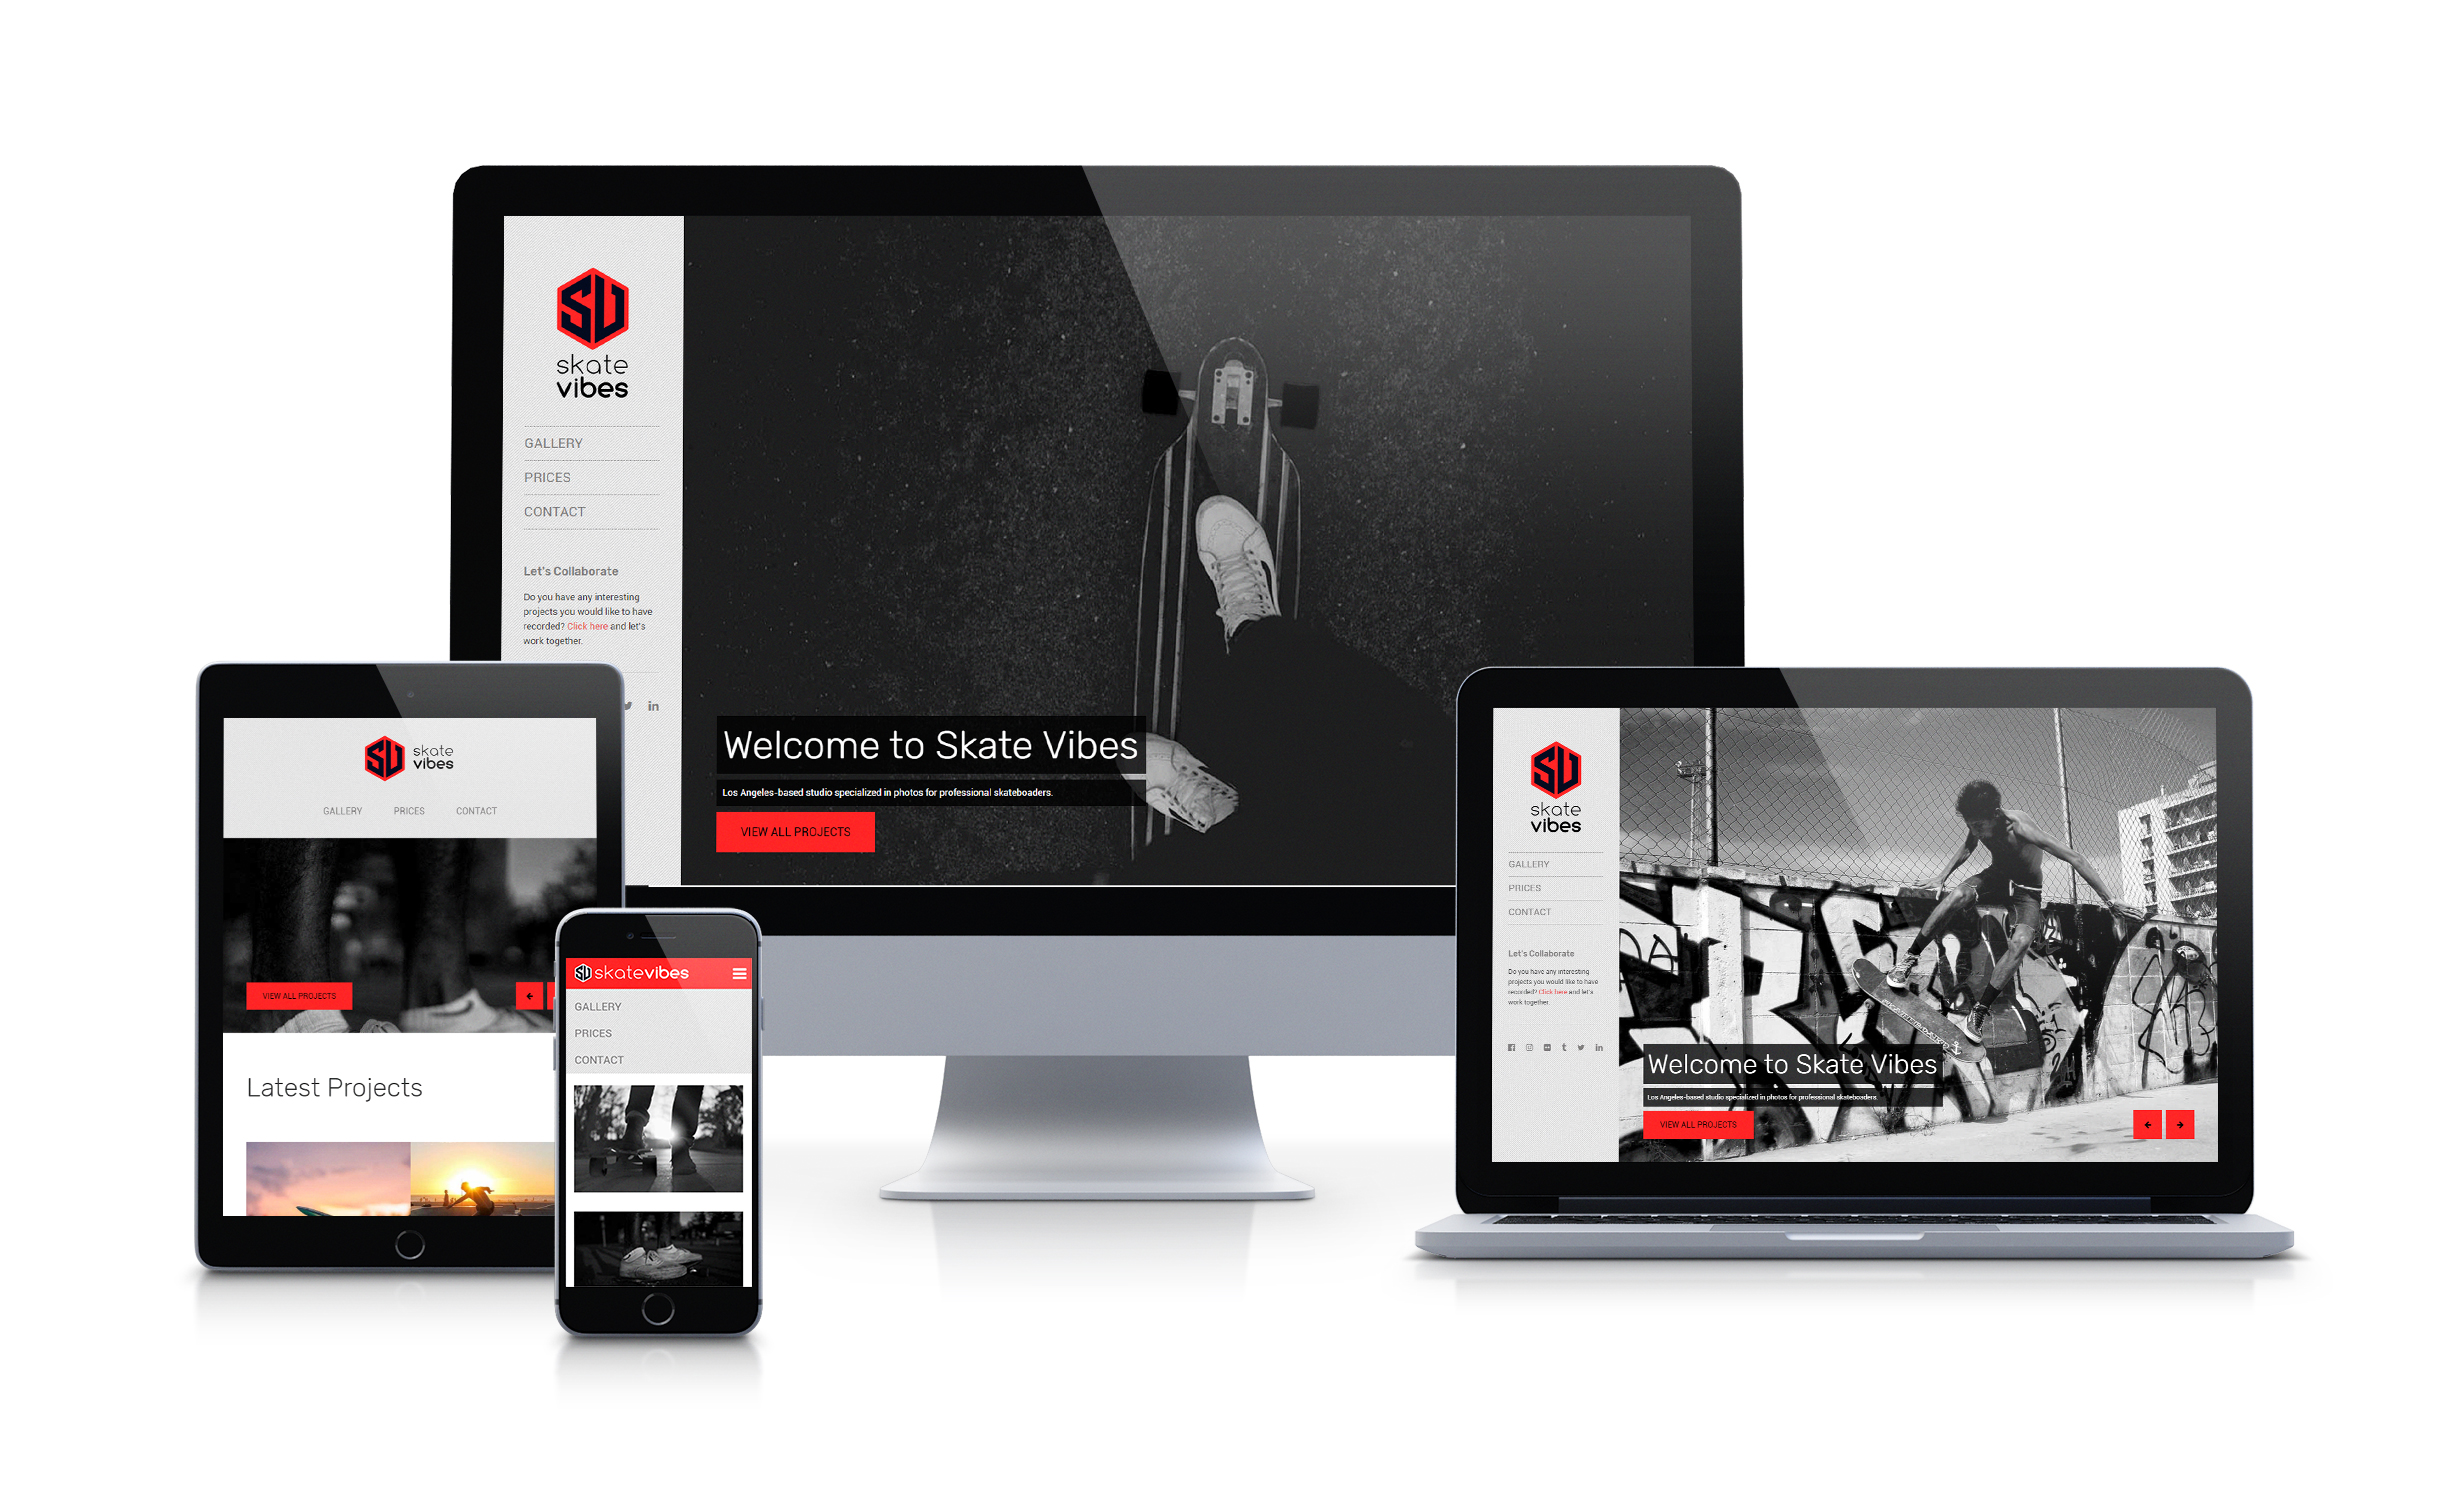 SV
skate
vibes
GALLERY
PRICES
CONTACT
Let's Collaborate
Do you have any interesting
projects you would like to have
recorded? Click here and let's
work together.
Welcome to Skate Vibes
Los Angeles-based studio specialized in photos for professional skateboaders.
VIEW ALL PROJECTS
SV
skate
vibes
GALLERY PRICES CONTACT
VIEW ALL PROJECTS
Latest Projects
SV skatevibes
GALLERY
PRICES
CONTACT
SV
skate
vibes
GALLERY
PRICES
CONTACT
Let's Collaborate
Do you have any interesting
projects you would like to have
recorded? Click here and let's
work together.
Welcome to Skate Vibes
Los Angeles-based studio specialized in photos for professional skateboaders.
VIEW ALL PROJECTS